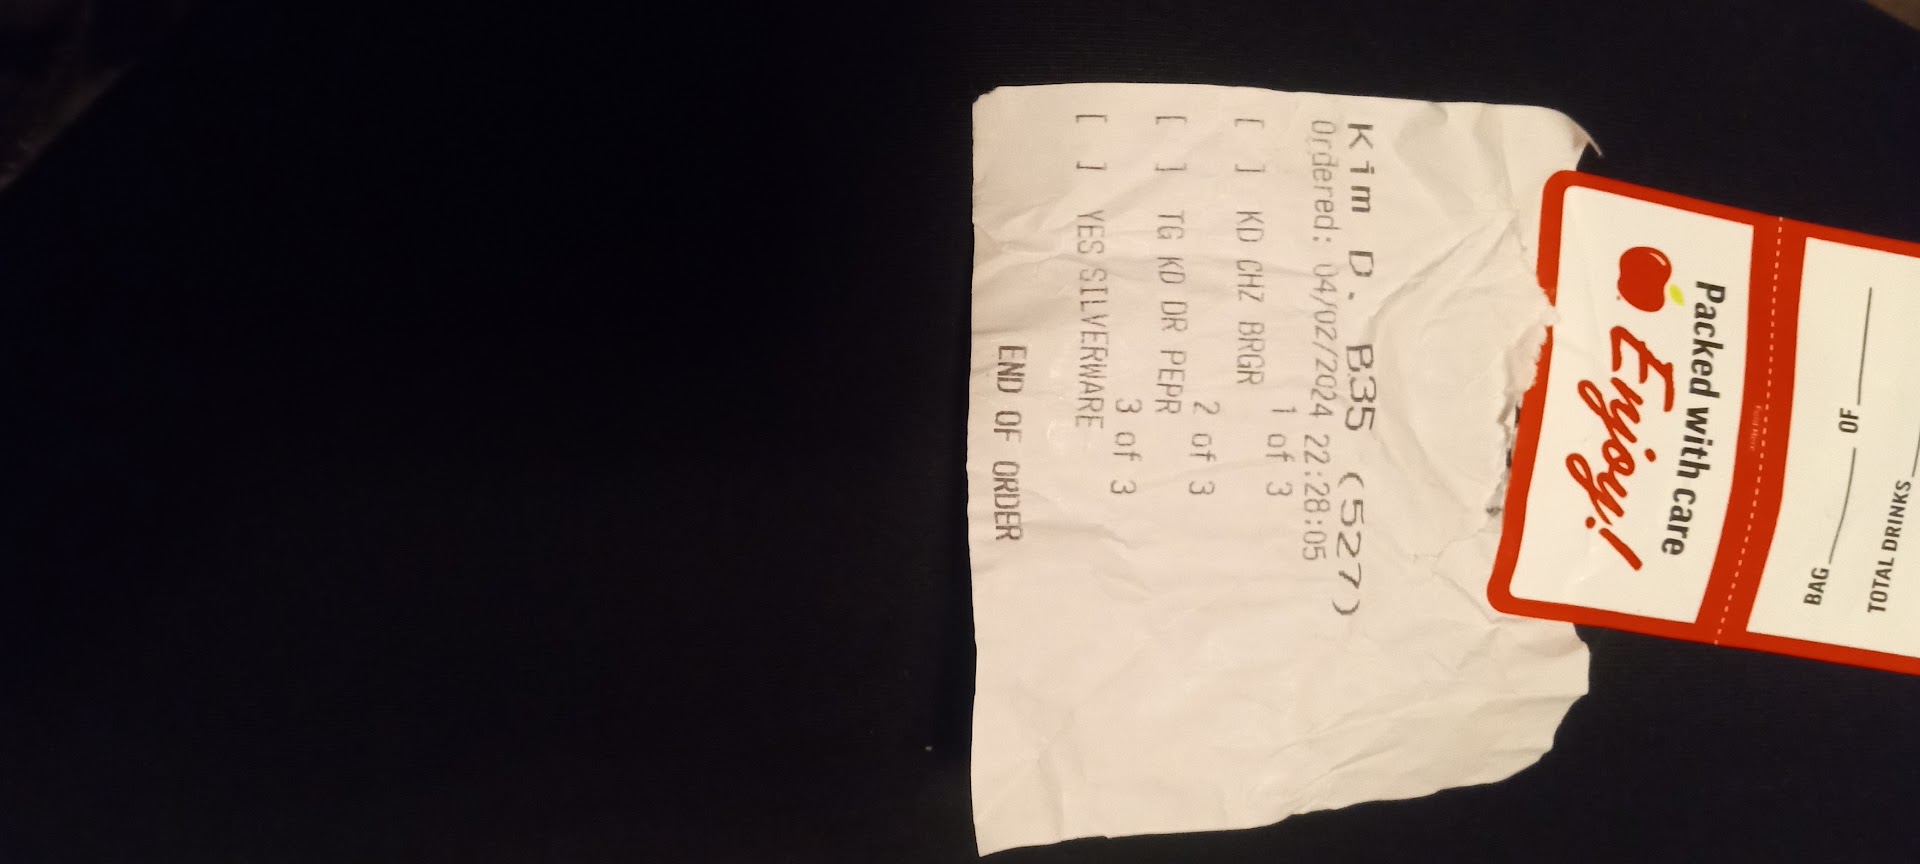 Kim D. B35 (527)
Ordered: 04/02/2024 22:28:05
1 of 3
[ ] KD CHZ BRGR
2 of 3
[ ] TG KD DR PEPR
3 of 3
[ ] YES SILVERWARE
END OF ORDER
Packed with care
Enjoy!
BAG OF
TOTAL DRINKS